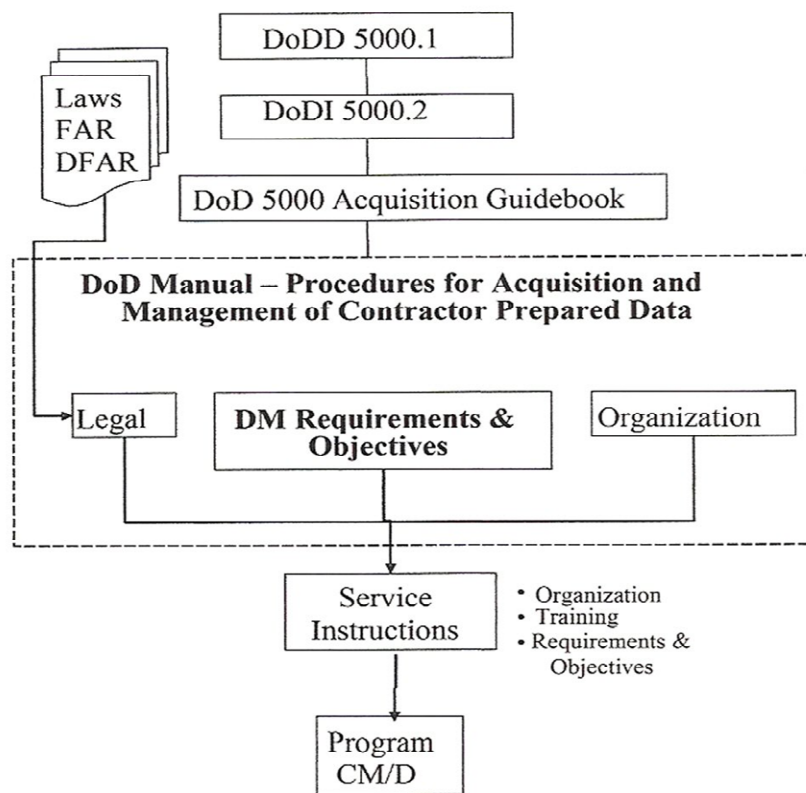 DoDD 5000.1
Laws
FAR
DFAR
DoDI 5000.2
DoD 5000 Acquisition Guidebook
DoD Manual – Procedures for Acquisition and
Management of Contractor Prepared Data
Legal
DM Requirements &
Objectives
Organization
Service
Instructions
• Organization
• Training
• Requirements &
Objectives
Program
CM/D